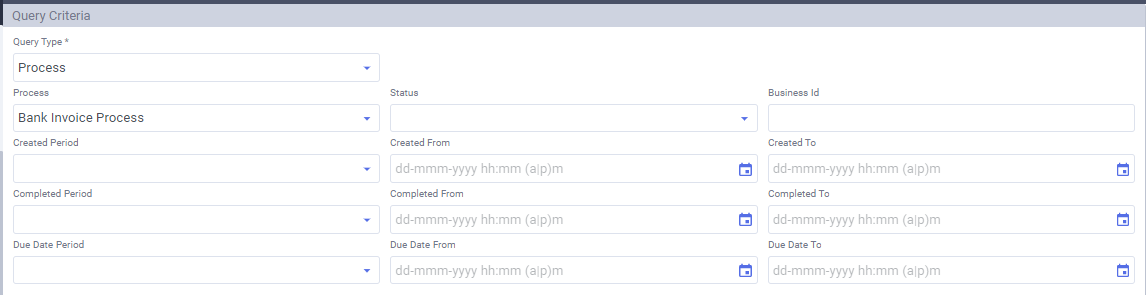 Query Criteria
Query Type *
Process
Process Status Business Id
Bank Invoice Process
Created Period Created From Created To
dd-mmm-yyyy hh:mm (a|p)m dd-mmm-yyyy hh:mm (a|p)m
Completed Period Completed From Completed To
dd-mmm-yyyy hh:mm (a|p)m dd-mmm-yyyy hh:mm (a|p)m
Due Date Period Due Date From Due Date To
dd-mmm-yyyy hh:mm (a|p)m dd-mmm-yyyy hh:mm (a|p)m